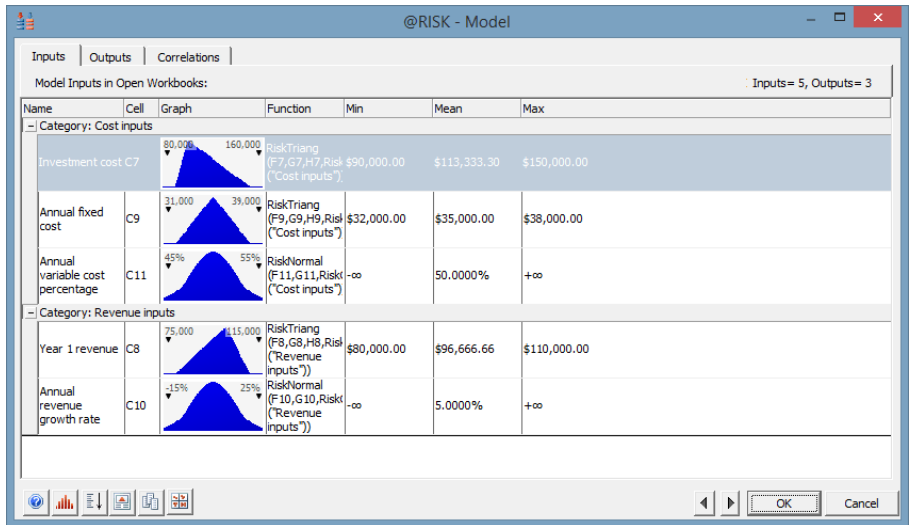 @RISK - Model
Inputs Outputs Correlations
Model Inputs in Open Workbooks: Inputs= 5, Outputs= 3
Name Cell Graph Function Min Mean Max
Category: Cost inputs
80,000 160,000
RiskTriang
Investment cost C7 (F7,G7,H7,Risk $90,000.00 $113,333.30 $150,000.00
("Cost inputs")
31,000 39,000 RiskTriang
Annual fixed
cost C9 (F9,G9,H9,Risk $32,000.00 $35,000.00 $38,000.00
("Cost inputs")
45% 55% RiskNormal
Annual
variable cost
percentage C11 (F11,G11,Risk( -∞ 50.0000% +∞
("Cost inputs")
Category: Revenue inputs
75,000 115,000 RiskTriang
Year 1 revenue C8 (F8,G8,H8,Risk $80,000.00 $96,666.66 $110,000.00
("Revenue
inputs"))
-15% 25% RiskNormal
Annual
revenue
growth rate C10 (F10,G10,Risk( -∞ 5.0000% +∞
("Revenue
inputs"))
OK Cancel